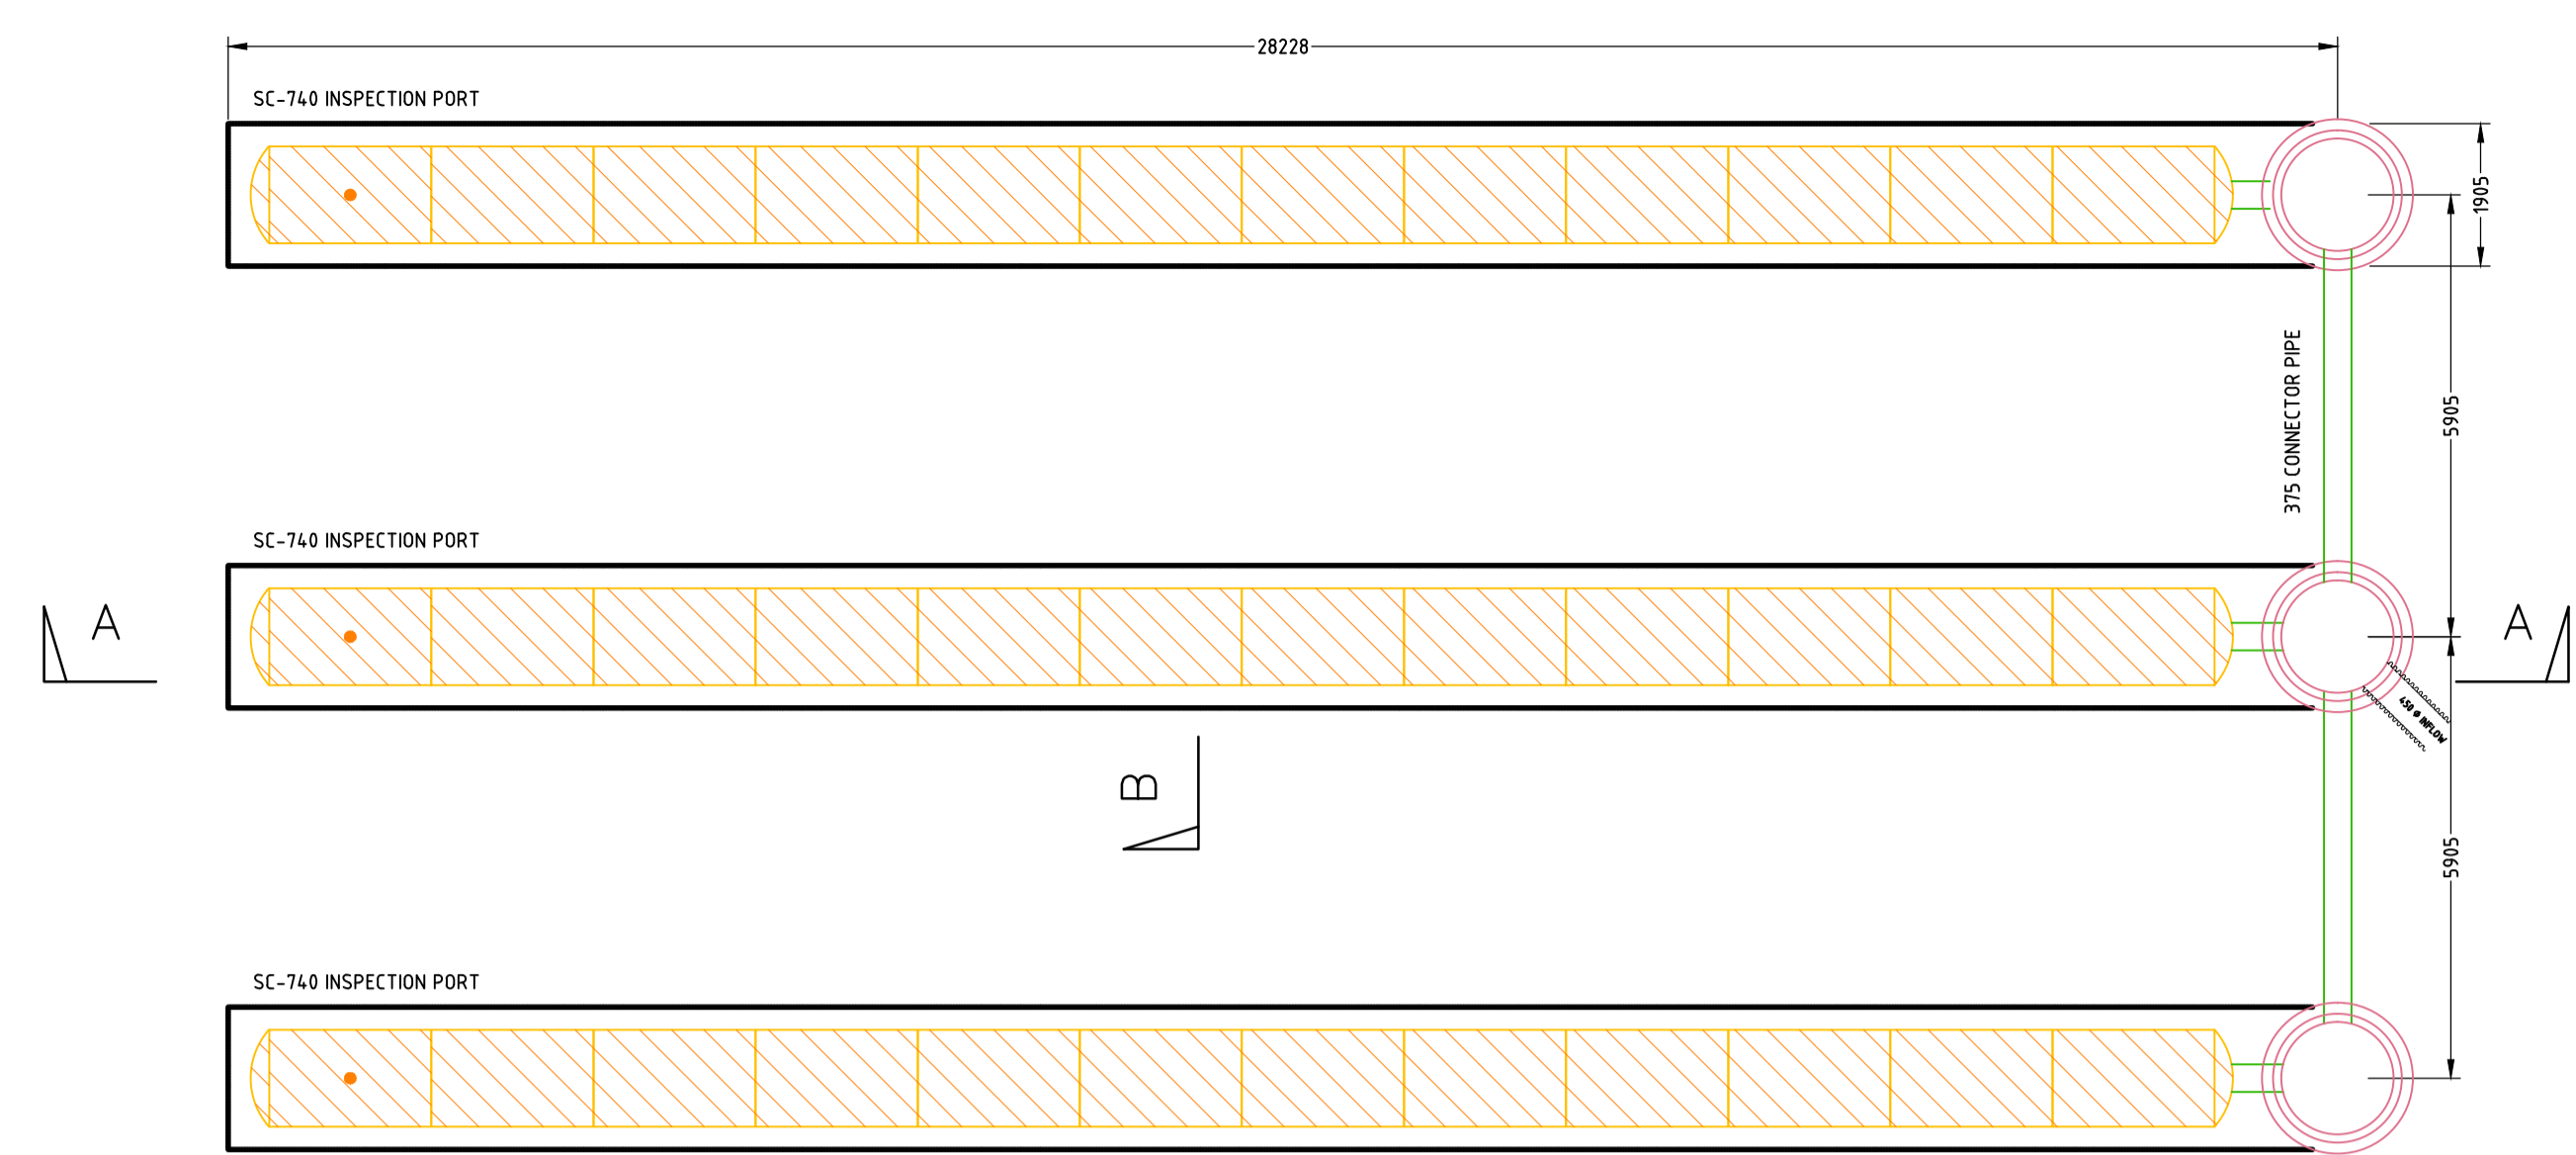 28228
SC-740 INSPECTION PORT
1905
375 CONNECTOR PIPE
5905
SC-740 INSPECTION PORT
A
A
450 Ø INFLOW
B
5905
SC-740 INSPECTION PORT